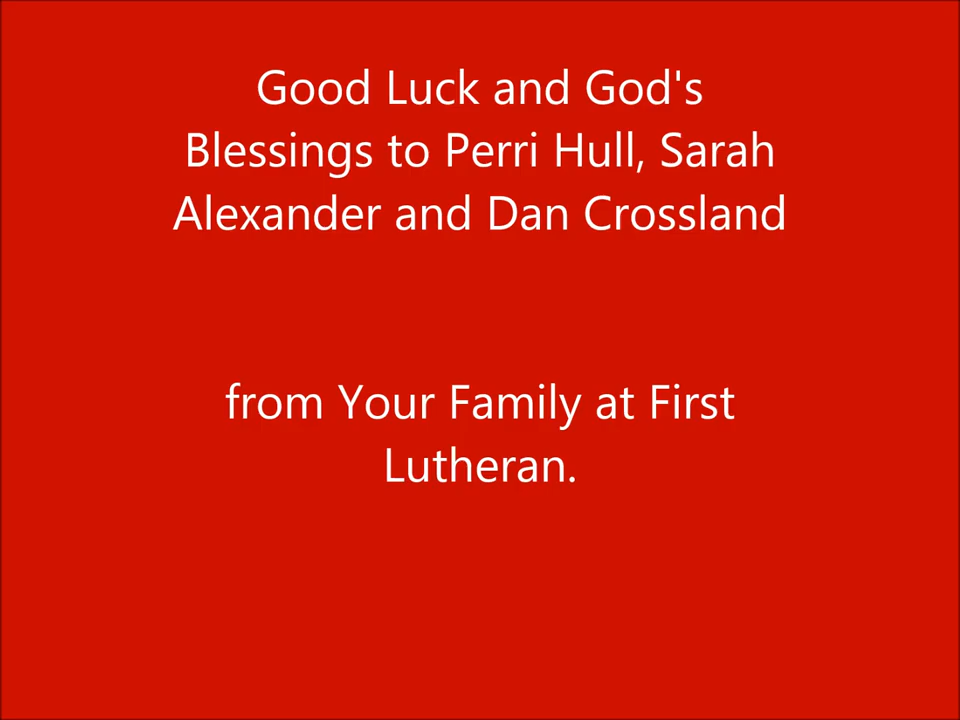 Good Luck and God's
Blessings to Perri Hull, Sarah
Alexander and Dan Crossland
from Your Family at First
Lutheran.